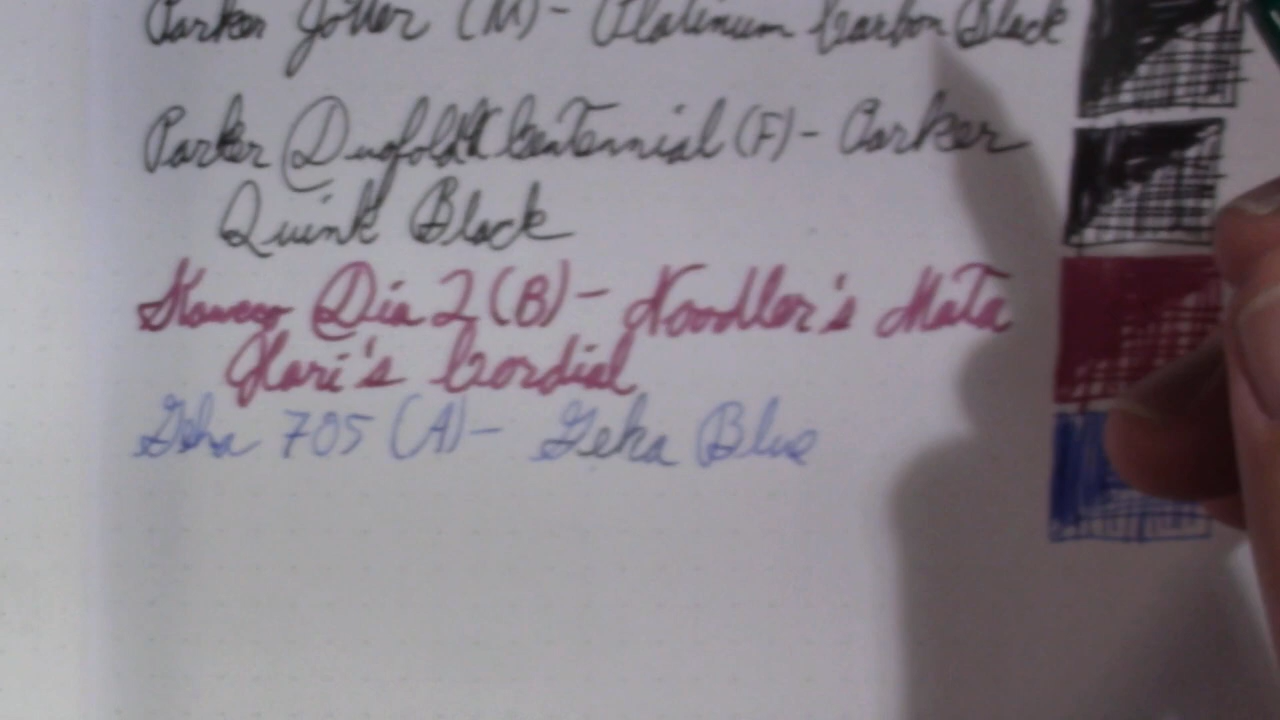 Parker Jotter (M) - Platinum Carbon Black
Parker Duofold Centennial (F) - Parker
Quink Black
Kaweco Dia 2 (B) - Noodler's Mata
Hari's Cordial
Geha 705 (A) - Geha Blue